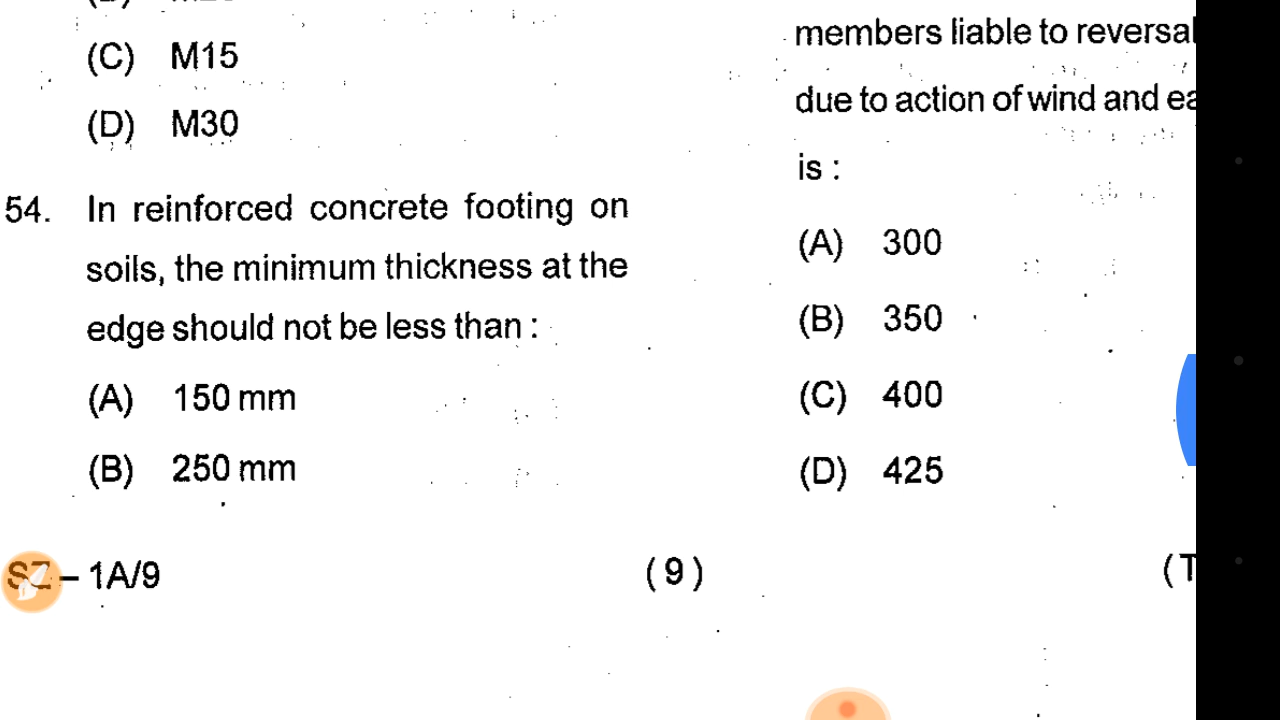 (C) M15
(D) M30
54. In reinforced concrete footing on
soils, the minimum thickness at the
edge should not be less than :
(A) 150 mm
(B) 250 mm
members liable to reversal
due to action of wind and
is :
(A) 300
(B) 350
(C) 400
(D) 425
SZ – 1A/9
(9)